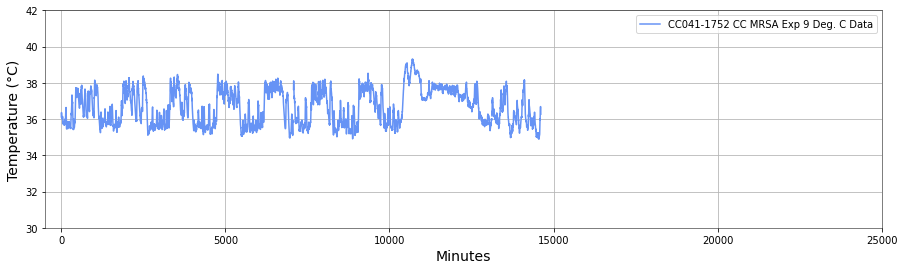 42
CC041-1752 CC MRSA Exp 9 Deg. C Data
40
38
36
34
32
30
Temperature (°C)
0 5000 10000 15000 20000 25000
Minutes